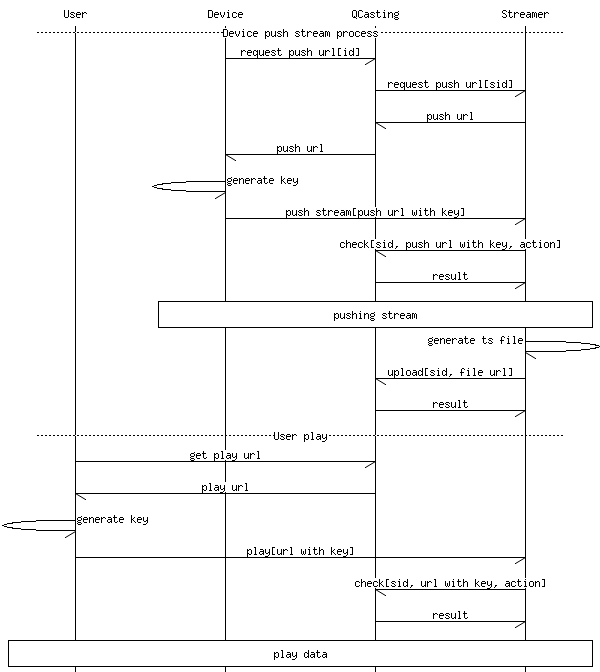 User Device QCasting Streamer
Device push stream process
request push url[id]
request push url[sid]
push url
push url
generate key
push stream[push url with key]
check[sid, push url with key, action]
result
pushing stream
generate ts file
upload[sid, file url]
result
User play
get play url
play url
generate key
play[url with key]
check[sid, url with key, action]
result
play data